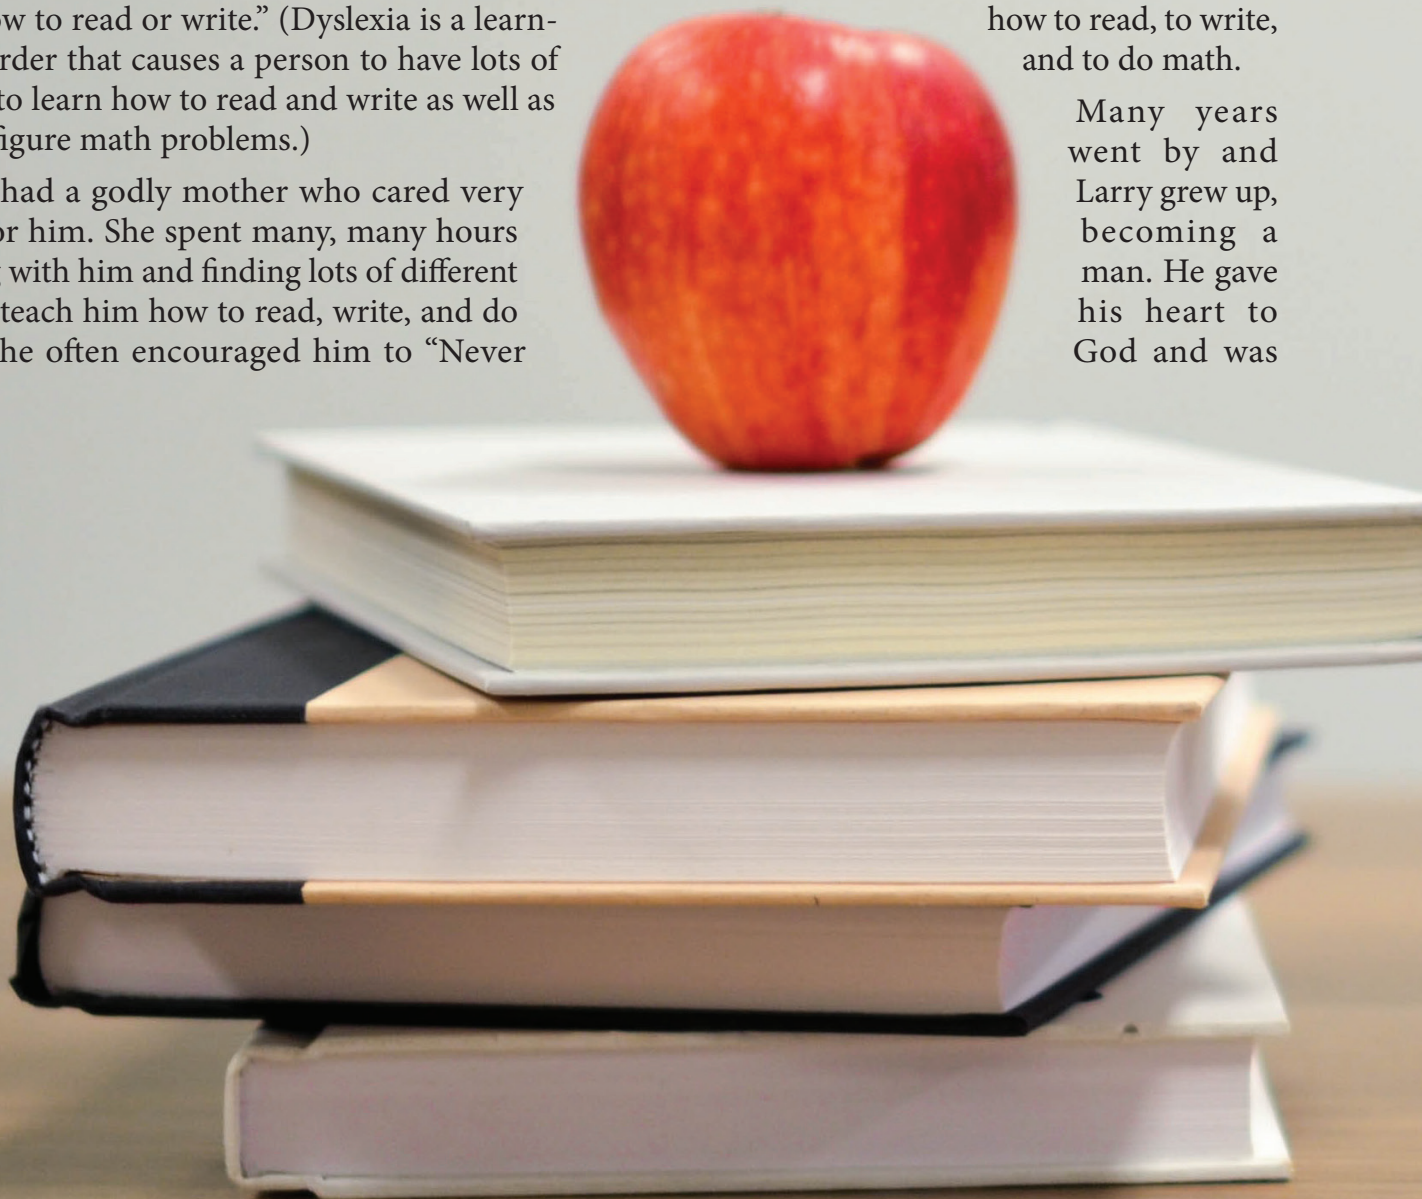 to read or write.” (Dyslexia is a learn-
that causes a person to have lots of
to learn how to read and write as well as
figure math problems.)
had a godly mother who cared very
him. She spent many, many hours
with him and finding lots of different
teach him how to read, write, and do
often encouraged him to “Never
how to read, to write,
and to do math.
Many years
went by and
Larry grew up,
becoming a
man. He gave
his heart to
God and was